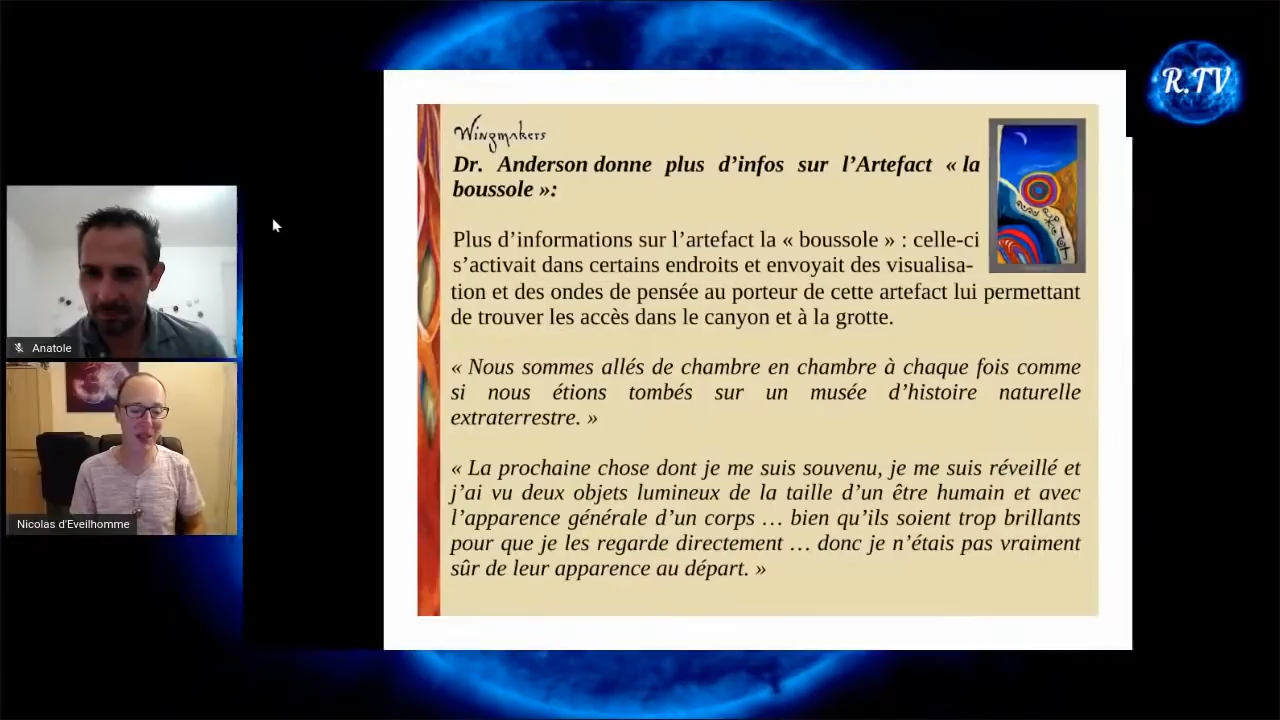 R.TV
Wingmakers
Dr. Anderson donne plus d’infos sur l’Artefact « la
boussole »:
Plus d’informations sur l’artefact la « boussole » : celle-ci
s’activait dans certains endroits et envoyait des visualisa-
tion et des ondes de pensée au porteur de cette artefact lui permettant
de trouver les accès dans le canyon et à la grotte.
« Nous sommes allés de chambre en chambre à chaque fois comme
si nous étions tombés sur un musée d’histoire naturelle
extraterrestre. »
« La prochaine chose dont je me suis souvenu, je me suis réveillé et
j’ai vu deux objets lumineux de la taille d’un être humain et avec
l’apparence générale d’un corps … bien qu’ils soient trop brillants
pour que je les regarde directement … donc je n’étais pas vraiment
sûr de leur apparence au départ. »
Anatole
Nicolas d'Eveilhomme